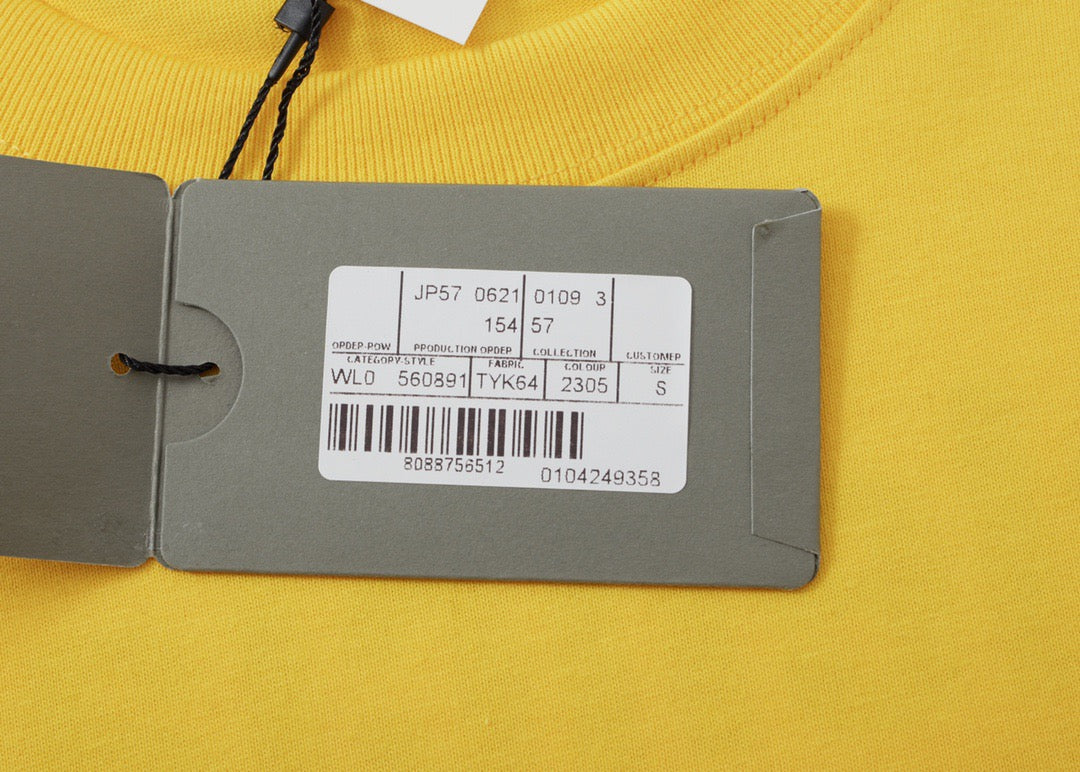 JP57 0621 0109 3
154 57
ORDER-ROW PRODUCTION ORDER COLLECTION CUSTOMER
CATEGORY-STYLE FABRIC COLOUR SIZE
WL0 560891 TYK64 2305 S
8088756512 0104249358